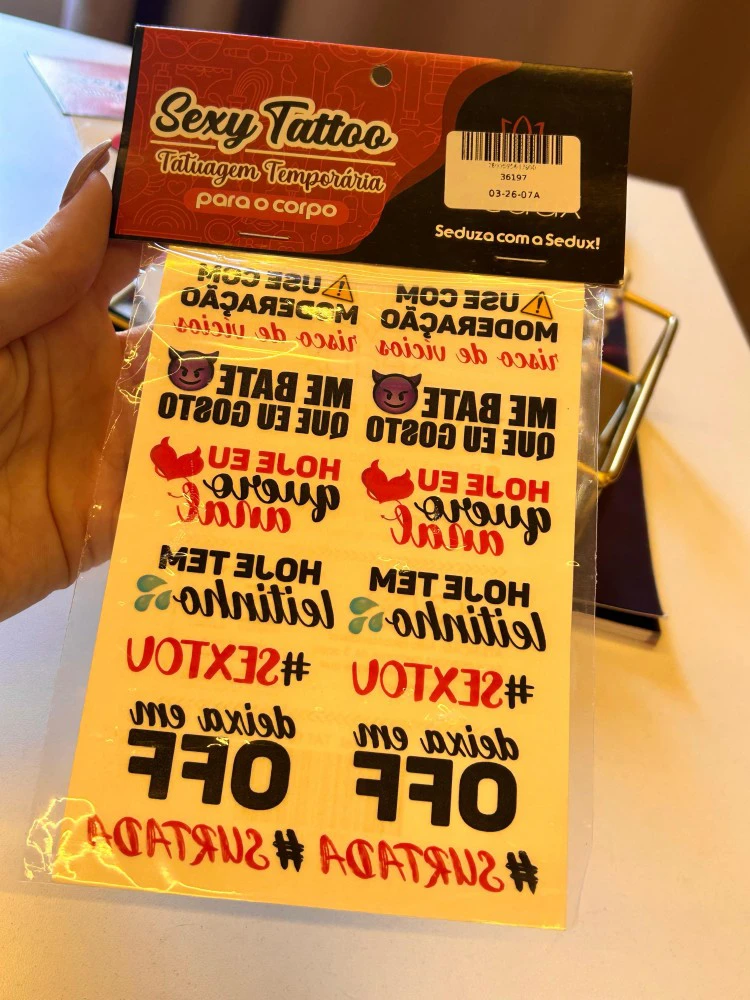 Sexy Tattoo
Tatuagem Temporária
para o corpo
36197
03-26-07A
Seduza com a Sedux!
USE COM
MODERAÇÃO
risco de vicios
USE COM
MODERAÇÃO
risco de vicios
ME BATE
QUE EU GOSTO
ME BATE
QUE EU GOSTO
HOJE EU
quero
anal
HOJE EU
quero
anal
HOJE TEM
leitinho
HOJE TEM
leitinho
#SEXTOU
#SEXTOU
deixa em
OFF
deixa em
OFF
#SURTADA
#SURTADA